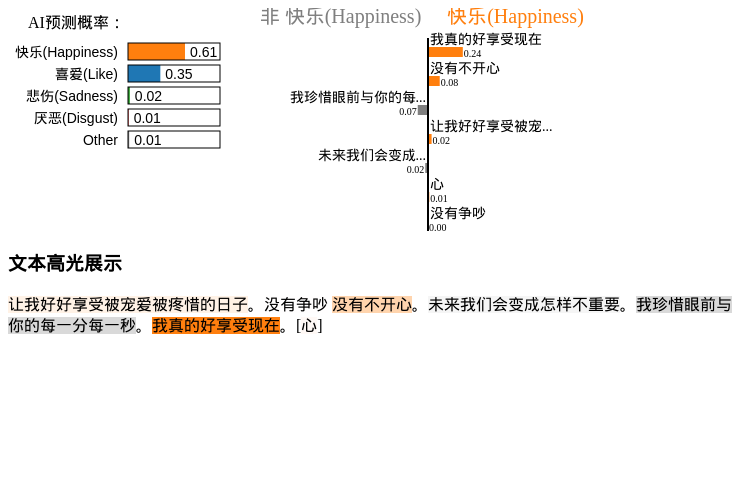 AI预测概率：
快乐(Happiness) 0.61
喜爱(Like) 0.35
悲伤(Sadness) 0.02
厌恶(Disgust) 0.01
Other 0.01
非 快乐(Happiness) 快乐(Happiness)
我真的好享受现在
0.24
没有不开心
0.08
我珍惜眼前与你的每...
0.07
让我好好享受被宠...
0.02
未来我们会变成...
0.02
心
0.01
没有争吵
0.00
文本高光展示
让我好好享受被宠爱被疼惜的日子。没有争吵 没有不开心。未来我们会变成怎样不重要。我珍惜眼前与
你的每一分每一秒。我真的好享受现在。[心]